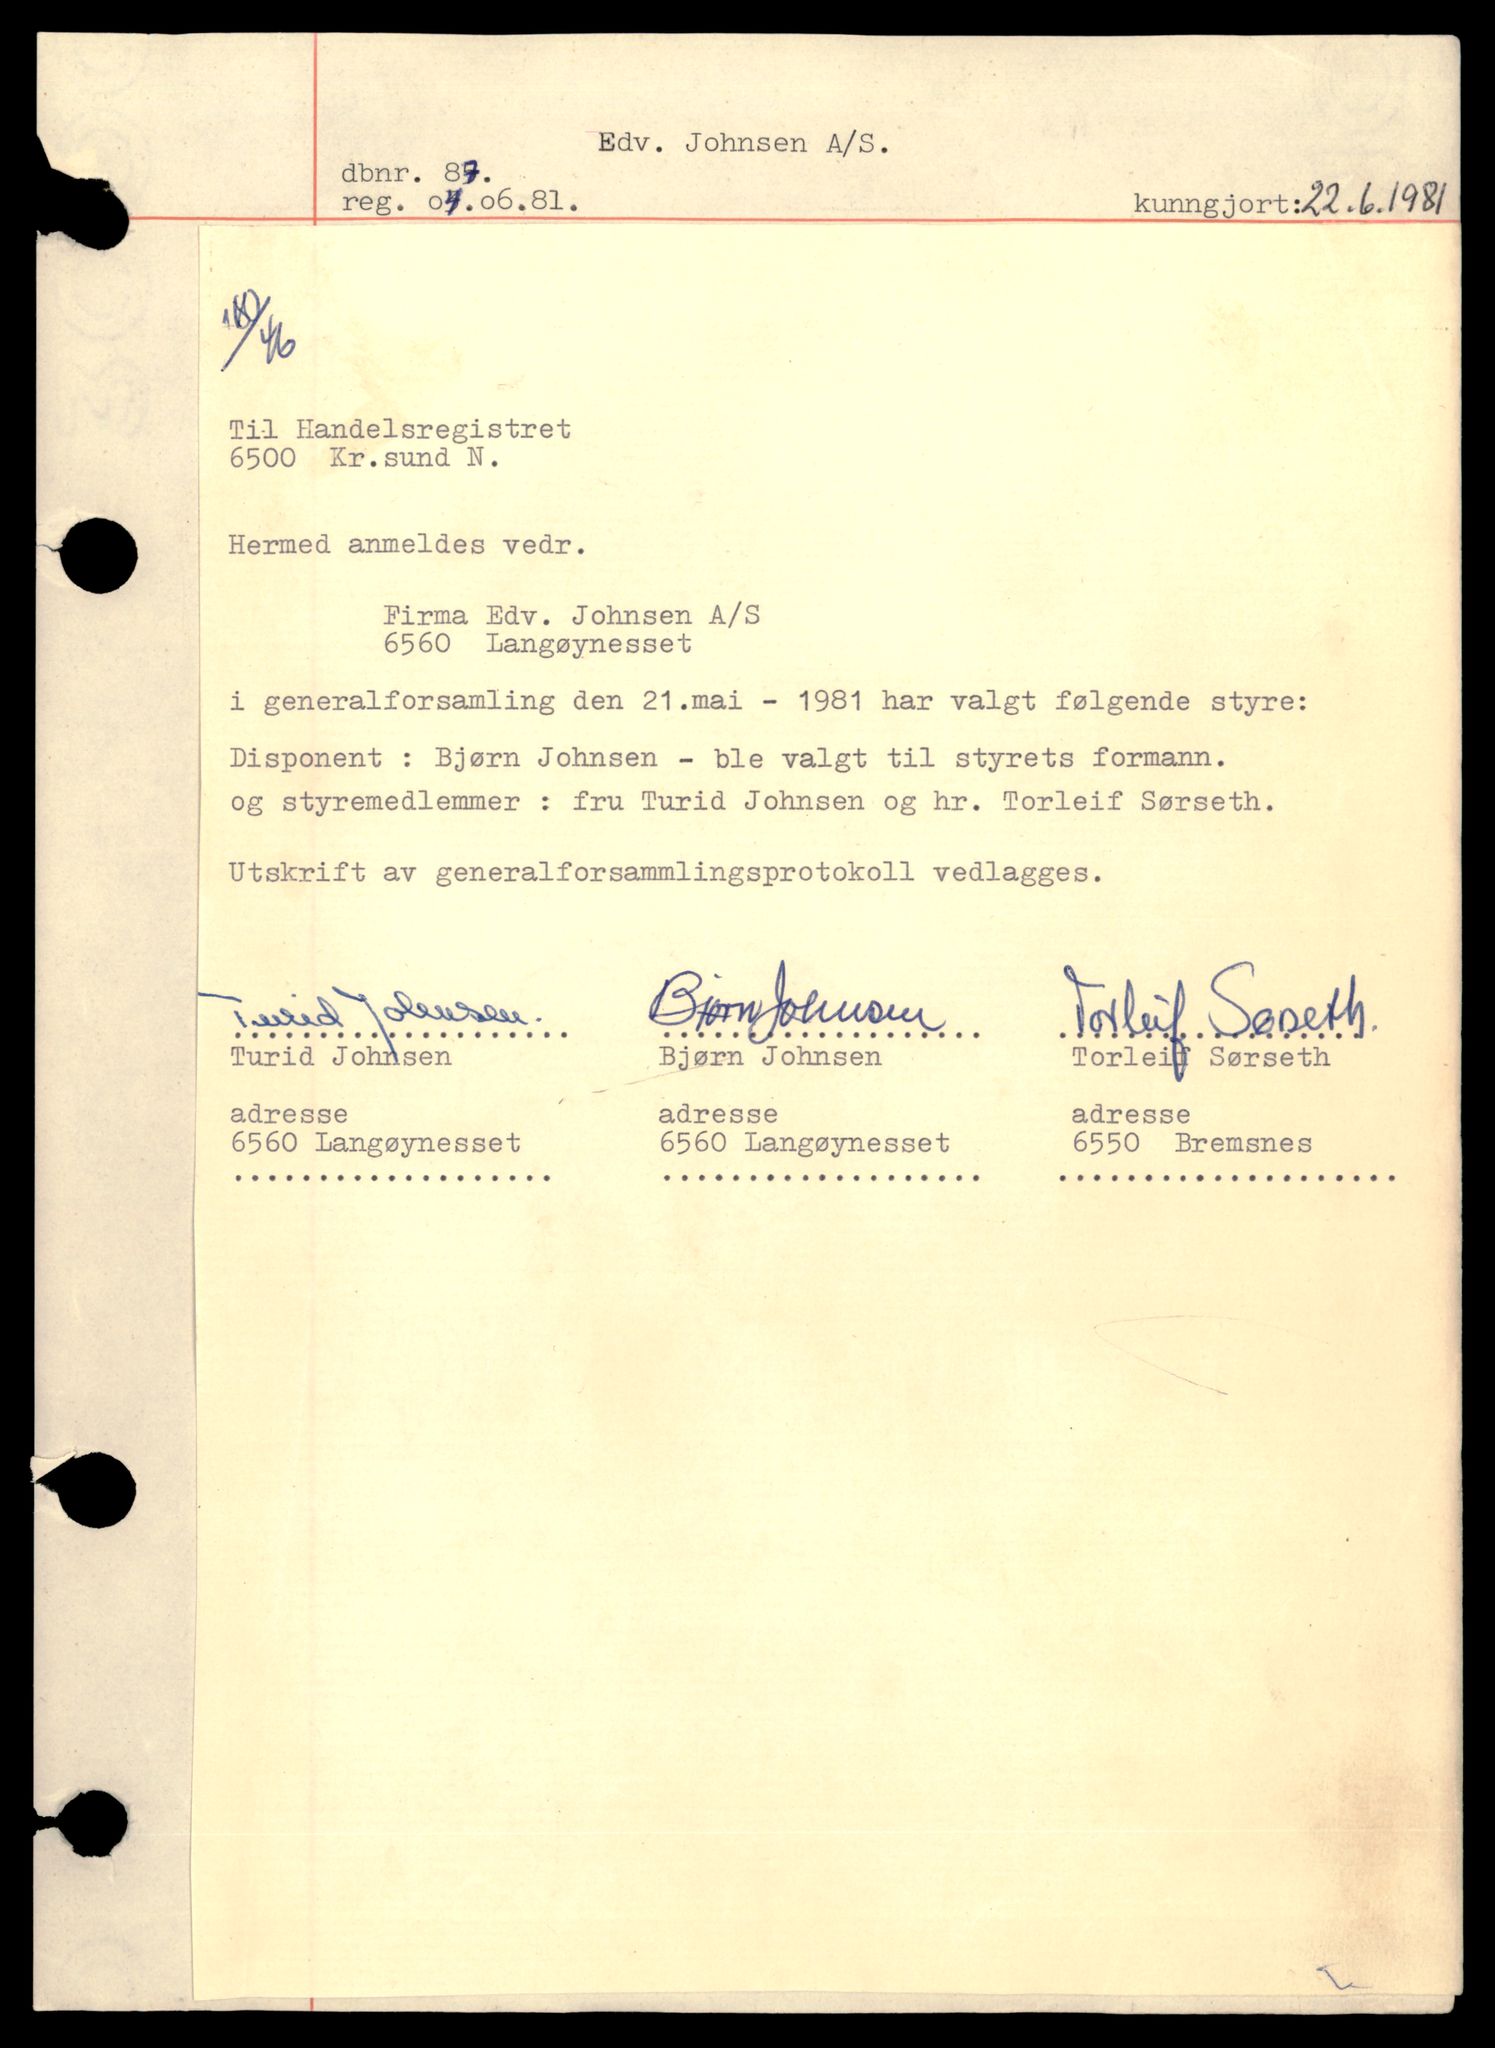 Edv. Johnsen A/S.
dbnr. 87.
reg. 04.06.81.
kunngjort: 22.6.1981
Til Handelsregistret
6500 Kr.sund N.
Hermed anmeldes vedr.
Firma Edv. Johnsen A/S
6560 Langøynesset
i generalforsamling den 21.mai - 1981 har valgt følgende styre:
Disponent : Bjørn Johnsen - ble valgt til styrets formann.
og styremedlemmer : fru Turid Johnsen og hr. Torleif Sørseth.
Utskrift av generalforsammlingsprotokoll vedlagges.
Turid Johnsen. Bjørn Johnsen Torleif Sørseth.
Turid Johnsen Bjørn Johnsen Torleif Sørseth
adresse adresse adresse
6560 Langøynesset 6560 Langøynesset 6550 Bremsnes